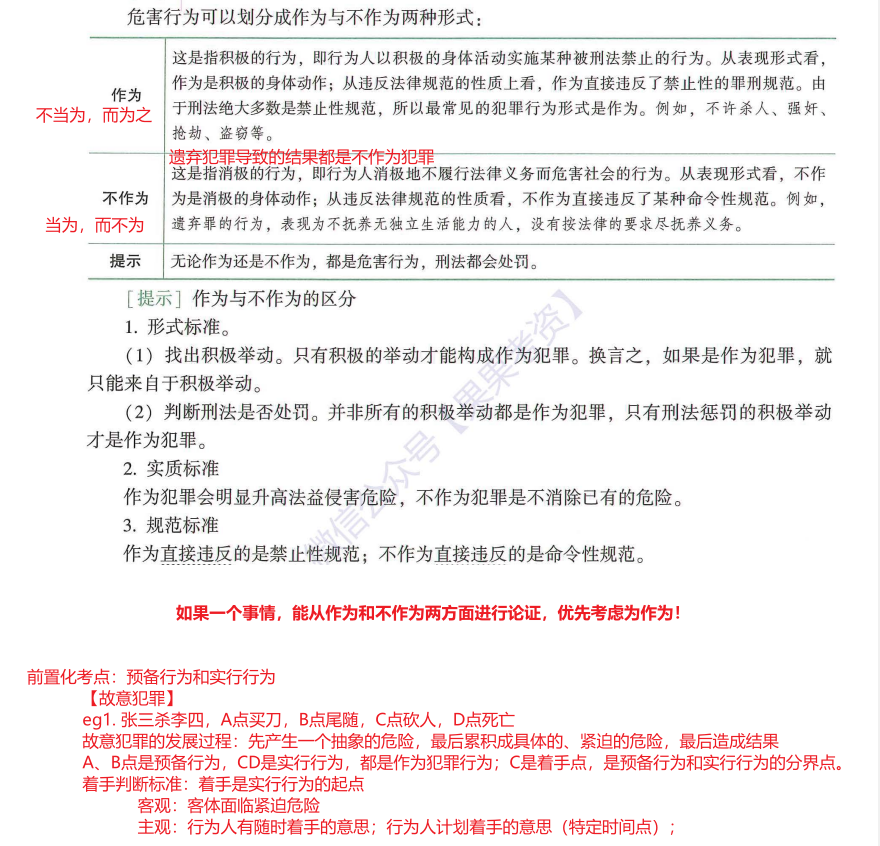 危害行为可以划分成作为与不作为两种形式：
这是指积极的行为，即行为人以积极的身体活动实施某种被刑法禁止的行为。从表现形式看，
作为
作为是积极的身体动作；从违反法律规范的性质上看，作为直接违反了禁止性的罪刑规范。由
不当为，而为之
于刑法绝大多数是禁止性规范，所以最常见的犯罪行为形式是作为。例如，不许杀人、强奸、
抢劫、盗窃等。
遗弃犯罪导致的结果都是不作为犯罪
这是指消极的行为，即行为人消极地不履行法律义务而危害社会的行为。从表现形式看，不作
不作为
为是消极的身体动作；从违反法律规范的性质看，不作为直接违反了某种命令性规范。例如，
当为，而不为
遗弃罪的行为，表现为不抚养无独立生活能力的人，没有按法律的要求尽抚养义务。
提示
无论作为还是不作为，都是危害行为，刑法都会处罚。
［提示］作为与不作为的区分
1. 形式标准。
（1）找出积极举动。只有积极的举动才能构成作为犯罪。换言之，如果是作为犯罪，就
只能来自于积极举动。
（2）判断刑法是否处罚。并非所有的积极举动都是作为犯罪，只有刑法惩罚的积极举动
才是作为犯罪。
2. 实质标准
作为犯罪会明显升高法益侵害危险，不作为犯罪是不消除已有的危险。
3. 规范标准
作为直接违反的是禁止性规范；不作为直接违反的是命令性规范。
微信公众号【果果考资】
如果一个事情，能从作为和不作为两方面进行论证，优先考虑为作为！
前置化考点：预备行为和实行行为
【故意犯罪】
eg1. 张三杀李四，A点买刀，B点尾随，C点砍人，D点死亡
故意犯罪的发展过程：先产生一个抽象的危险，最后累积成具体的、紧迫的危险，最后造成结果
A、B点是预备行为，CD是实行行为，都是作为犯罪行为；C是着手点，是预备行为和实行行为的分界点。
着手判断标准：着手是实行行为的起点
客观：客体面临紧迫危险
主观：行为人有随时着手的意思；行为人计划着手的意思（特定时间点）；